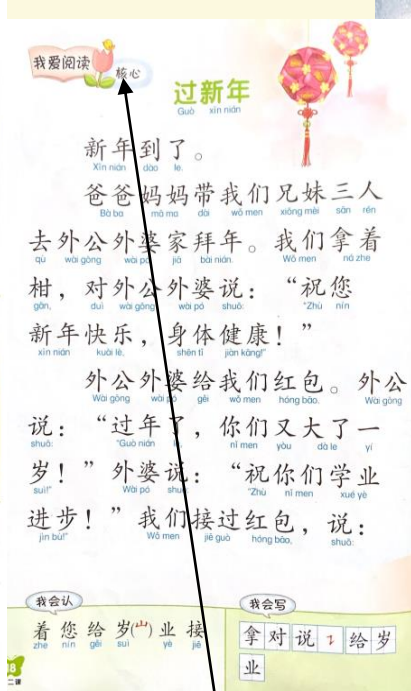 我爱阅读
核心
过新年
Guò xīn nián
新年到了。
Xīn nián dào le.
爸爸妈妈带我们兄妹三人
Bà ba mā ma dài wǒ men xiōng mèi sān rén
去外公外婆家拜年。我们拿着
qù wài gōng wài pó jiā bài nián. Wǒ men ná zhe
柑，对外公外婆说：“祝您
gān, duì wài gōng wài pó shuō: "Zhù nín
新年快乐，身体健康！”
xīn nián kuài lè, shēn tǐ jiàn kāng!"
外公外婆给我们红包。外公
Wài gōng wài pó gěi wǒ men hóng bāo. Wài gōng
说：“过年了，你们又大了一
shuō: "Guò nián le, nǐ men yòu dà le yí
岁！”外婆说：“祝你们学业
suì!" Wài pó shuō: "Zhù nǐ men xué yè
进步！”我们接过红包，说：
jìn bù!" Wǒ men jiē guò hóng bāo, shuō:
我会认
着 您 给 岁(山) 业 接
zhe nín gěi suì yè jiē
我会写
拿 对 说 讠 给 岁
业
8
二课